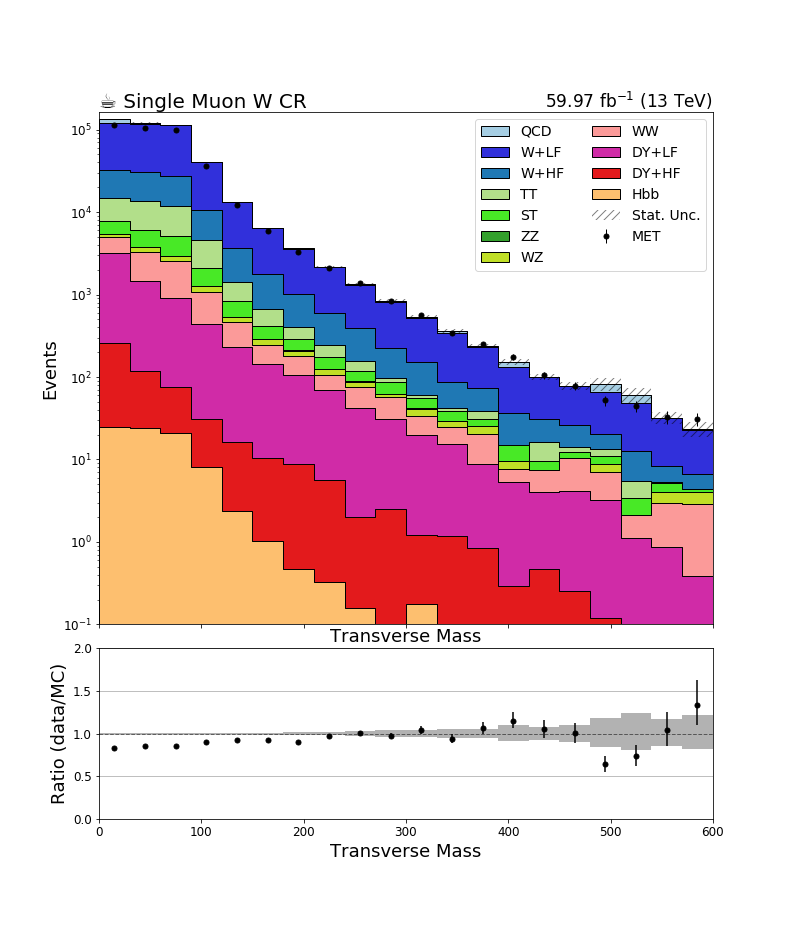 ☕ Single Muon W CR 59.97 fb⁻¹ (13 TeV)
QCD WW
W+LF DY+LF
W+HF DY+HF
TT Hbb
ST Stat. Unc.
ZZ MET
WZ
Events
10⁵
10⁴
10³
10²
10¹
10⁰
10⁻¹
Transverse Mass
Ratio (data/MC)
2.0
1.5
1.0
0.5
0.0
0 100 200 300 400 500 600
Transverse Mass